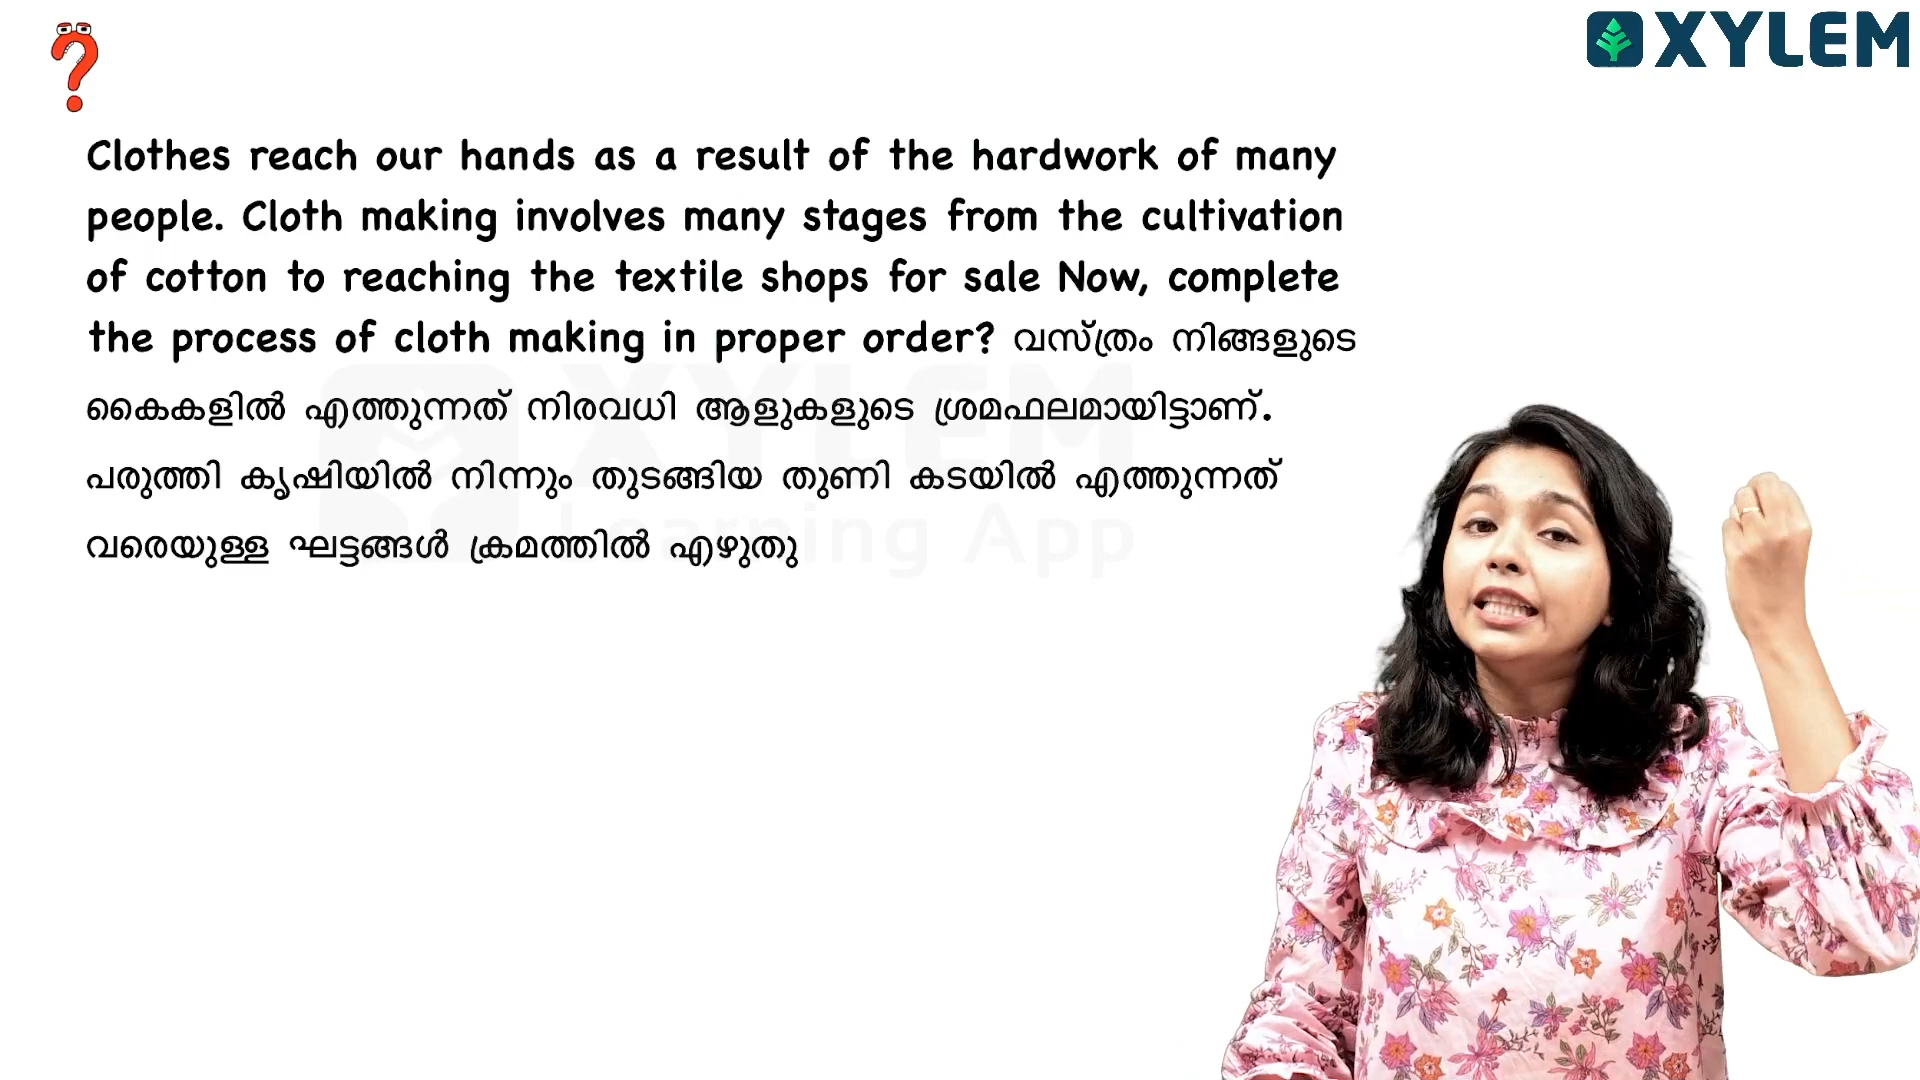 XYLEM
Clothes reach our hands as a result of the hardwork of many
people. Cloth making involves many stages from the cultivation
of cotton to reaching the textile shops for sale Now, complete
the process of cloth making in proper order? വസ്ത്രം നിങ്ങളുടെ
കൈകളിൽ എത്തുന്നത് നിരവധി ആളുകളുടെ ശ്രമഫലമായിട്ടാണ്.
പരുത്തി കൃഷിയിൽ നിന്നും തുടങ്ങിയ തുണി കടയിൽ എത്തുന്നത്
വരെയുള്ള ഘട്ടങ്ങൾ ക്രമത്തിൽ എഴുതു
XYLEM
Learning App